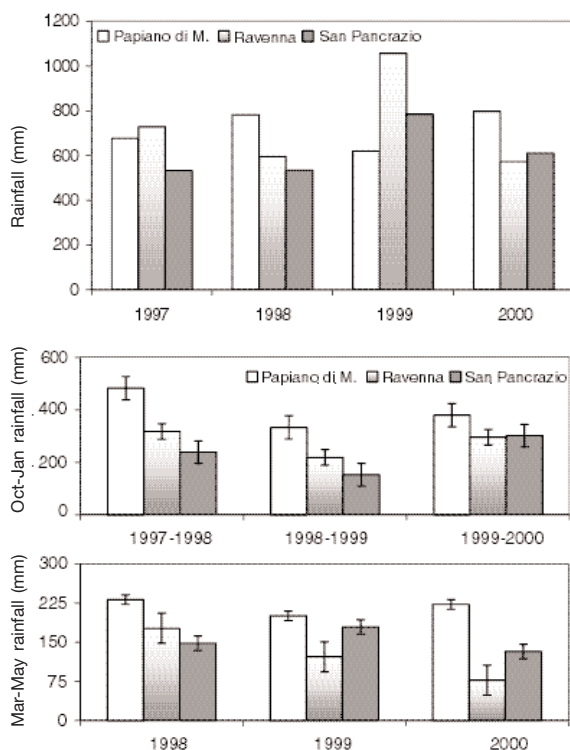 1200
Papiano di M. Ravenna San Pancrazio
1000
800
600
400
200
0
Rainfall (mm)
1997 1998 1999 2000
600
Papiano di M. Ravenna San Pancrazio
400
200
0
Oct-Jan rainfall (mm)
1997-1998 1998-1999 1999-2000
300
225
150
75
0
Mar-May rainfall (mm)
1998 1999 2000